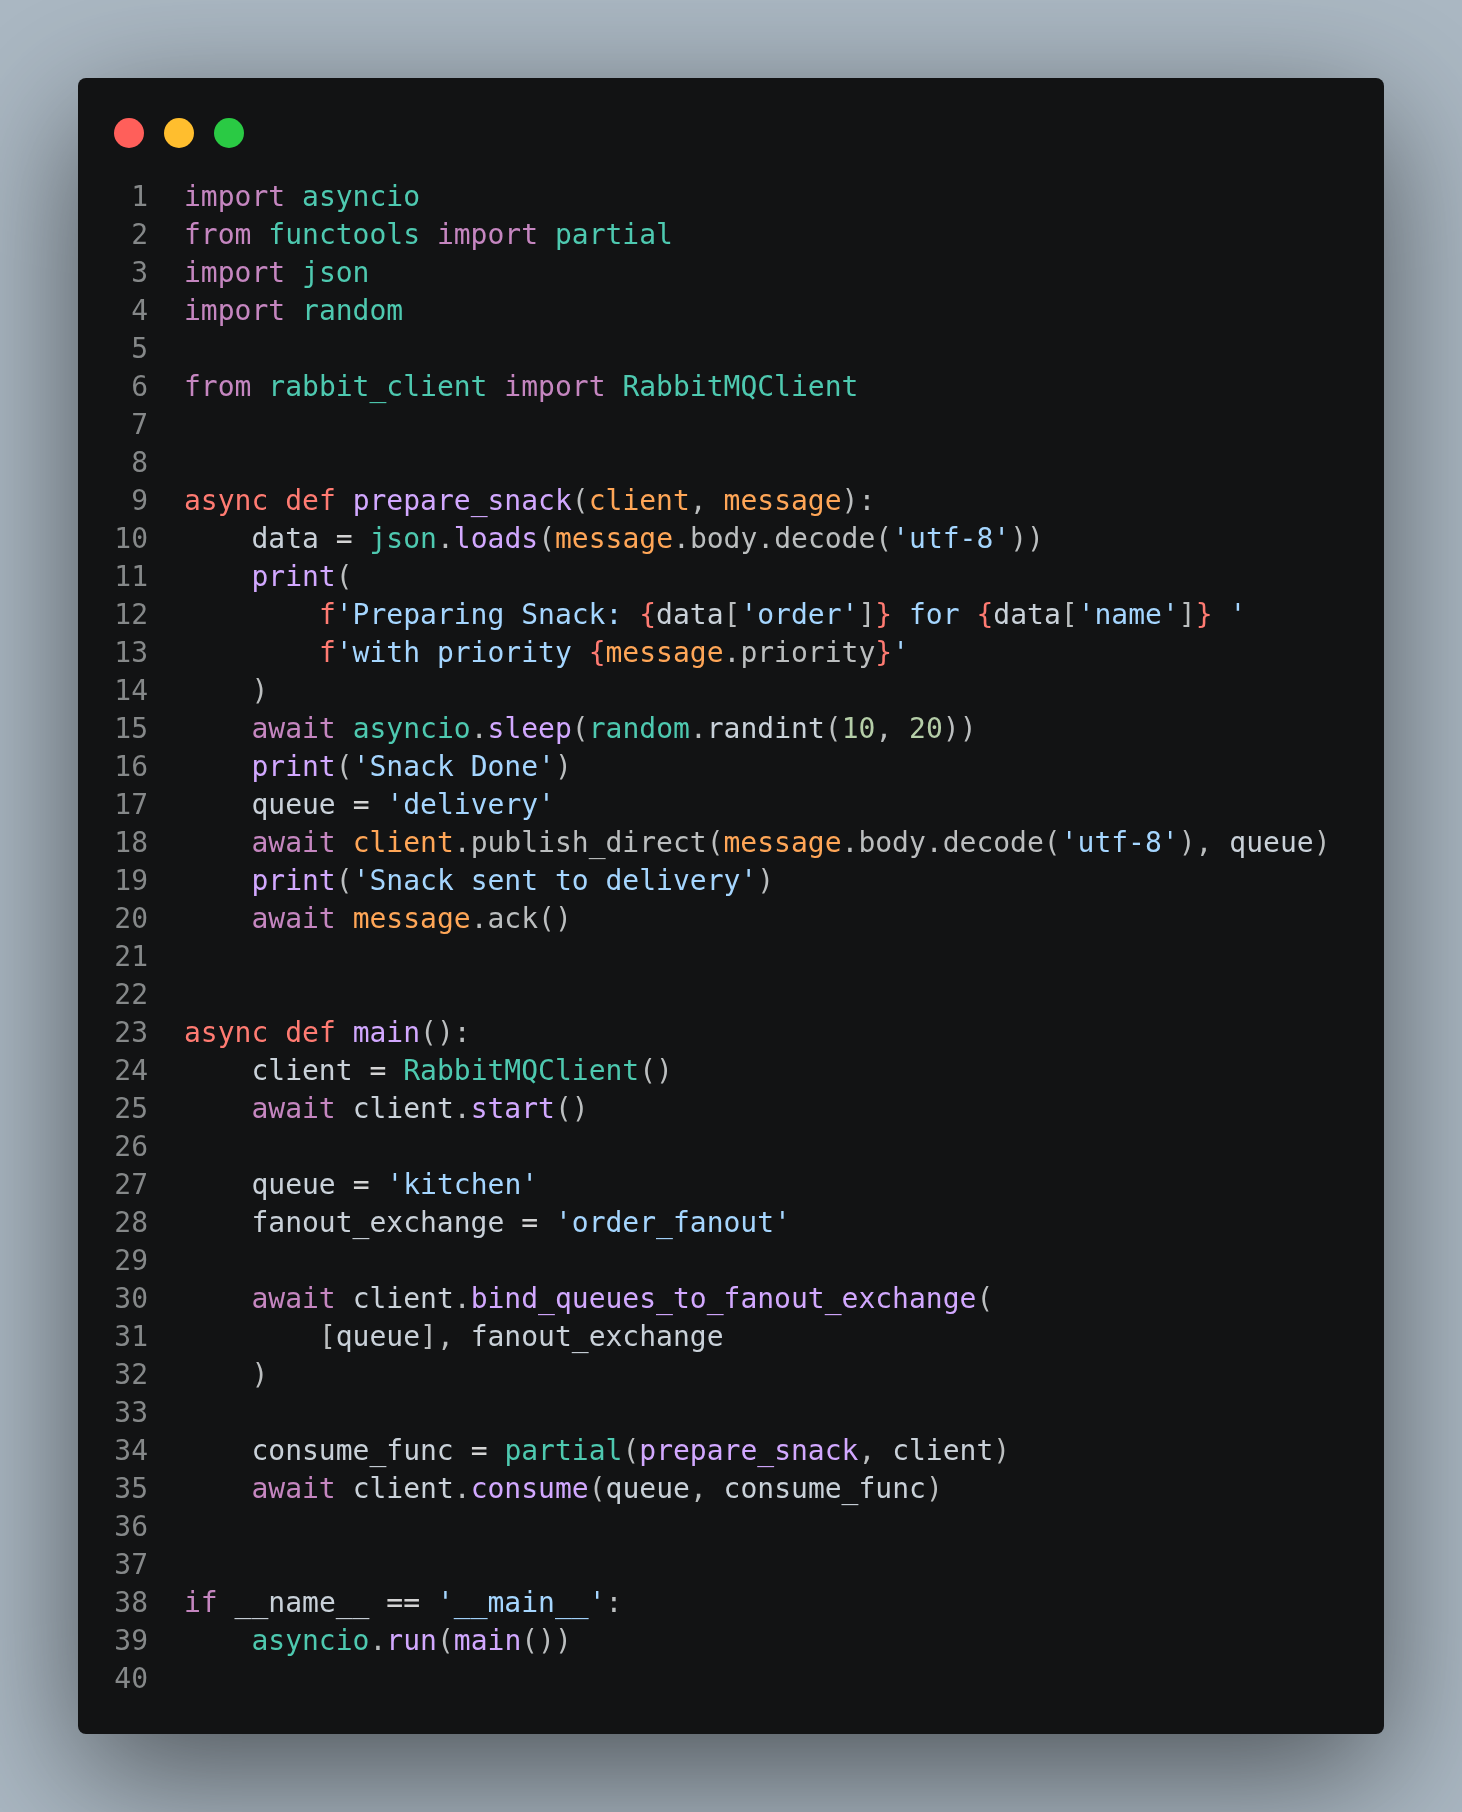 1 import asyncio
2 from functools import partial
3 import json
4 import random
5
6 from rabbit_client import RabbitMQClient
7
8
9 async def prepare_snack(client, message):
10     data = json.loads(message.body.decode('utf-8'))
11     print(
12         f'Preparing Snack: {data['order']} for {data['name']} '
13         f'with priority {message.priority}'
14     )
15     await asyncio.sleep(random.randint(10, 20))
16     print('Snack Done')
17     queue = 'delivery'
18     await client.publish_direct(message.body.decode('utf-8'), queue)
19     print('Snack sent to delivery')
20     await message.ack()
21
22
23 async def main():
24     client = RabbitMQClient()
25     await client.start()
26
27     queue = 'kitchen'
28     fanout_exchange = 'order_fanout'
29
30     await client.bind_queues_to_fanout_exchange(
31         [queue], fanout_exchange
32     )
33
34     consume_func = partial(prepare_snack, client)
35     await client.consume(queue, consume_func)
36
37
38 if __name__ == '__main__':
39     asyncio.run(main())
40